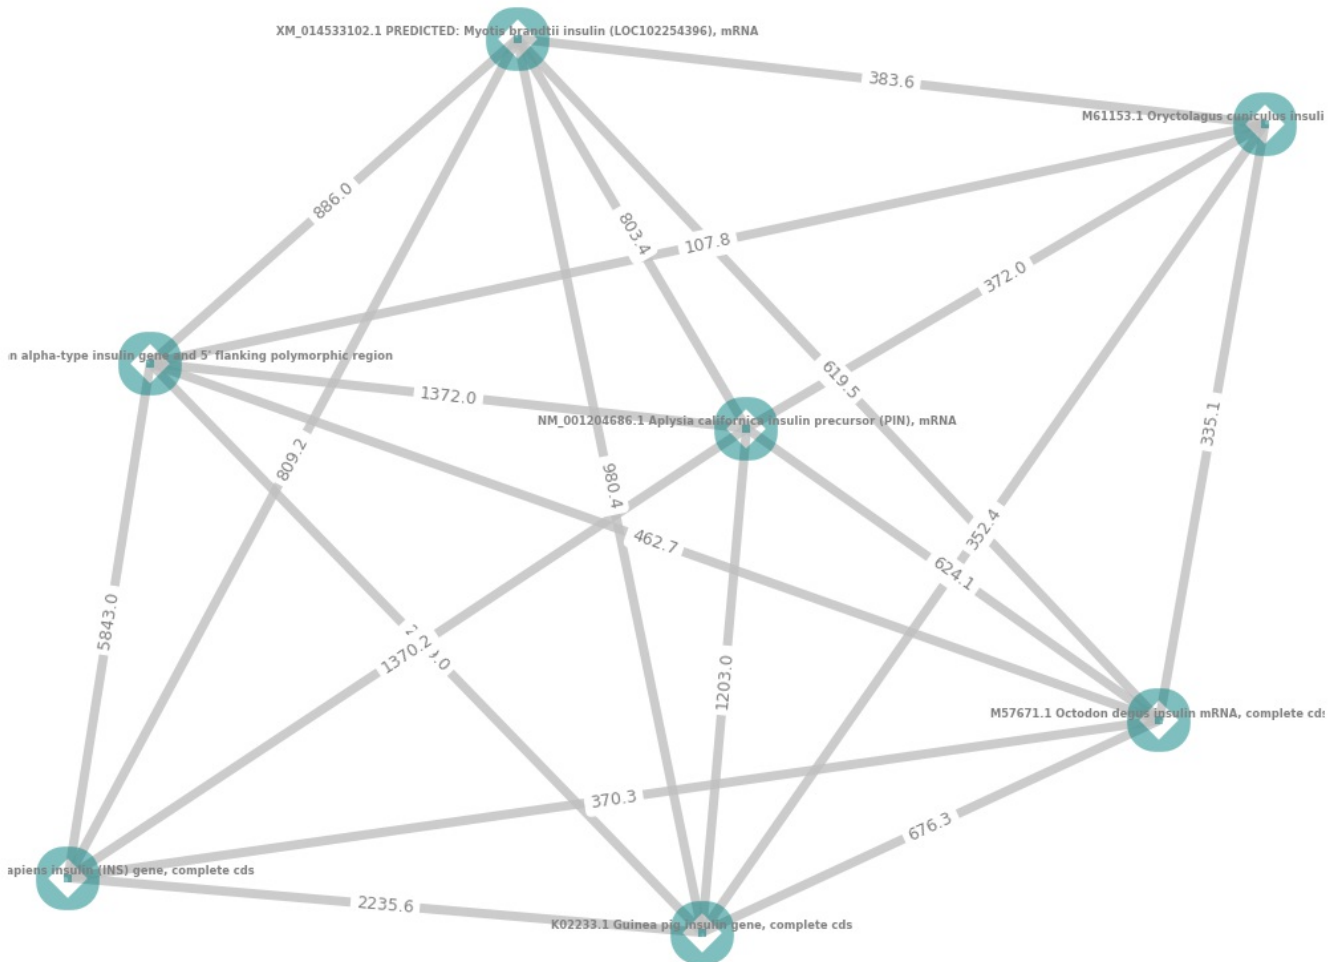 XM_014533102.1 PREDICTED: Myotis brandtii insulin (LOC102254396), mRNA
383.6
M61153.1 Oryctolagus cuniculus insuli
886.0
803.4
107.8
372.0
n alpha-type insulin gene and 5' flanking polymorphic region
1372.0
619.5
NM_001204686.1 Aplysia californica insulin precursor (PIN), mRNA
335.1
809.2
980.4
352.4
462.7
624.1
5843.0
1370.2
1203.0
M57671.1 Octodon degus insulin mRNA, complete cds
370.3
676.3
apiens insulin (INS) gene, complete cds
2235.6
K02233.1 Guinea pig insulin gene, complete cds